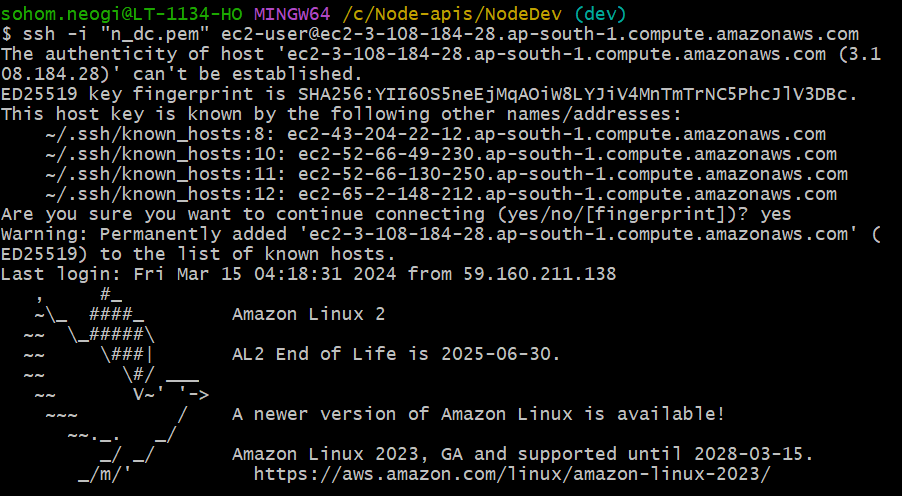 sohom.neogi@LT-1134-HO MINGW64 /c/Node-apis/NodeDev (dev)
$ ssh -i "n_dc.pem" ec2-user@ec2-3-108-184-28.ap-south-1.compute.amazonaws.com
The authenticity of host 'ec2-3-108-184-28.ap-south-1.compute.amazonaws.com (3.1
08.184.28)' can't be established.
ED25519 key fingerprint is SHA256:YII6OS5neEjMqAOiW8LYJiV4MnTmTrNC5PhcJlV3DBc.
This host key is known by the following other names/addresses:
    ~/.ssh/known_hosts:8: ec2-43-204-22-12.ap-south-1.compute.amazonaws.com
    ~/.ssh/known_hosts:10: ec2-52-66-49-230.ap-south-1.compute.amazonaws.com
    ~/.ssh/known_hosts:11: ec2-52-66-130-250.ap-south-1.compute.amazonaws.com
    ~/.ssh/known_hosts:12: ec2-65-2-148-212.ap-south-1.compute.amazonaws.com
Are you sure you want to continue connecting (yes/no/[fingerprint])? yes
Warning: Permanently added 'ec2-3-108-184-28.ap-south-1.compute.amazonaws.com' (
ED25519) to the list of known hosts.
Last login: Fri Mar 15 04:18:31 2024 from 59.160.211.138
   ,     #_
   ~\_  ####_        Amazon Linux 2
  ~~  \_#####\
  ~~     \###|       AL2 End of Life is 2025-06-30.
  ~~       \#/ ___
   ~~       V~' '->
    ~~~         /    A newer version of Amazon Linux is available!
      ~~._.   _/
         _/ _/       Amazon Linux 2023, GA and supported until 2028-03-15.
       _/m/'           https://aws.amazon.com/linux/amazon-linux-2023/